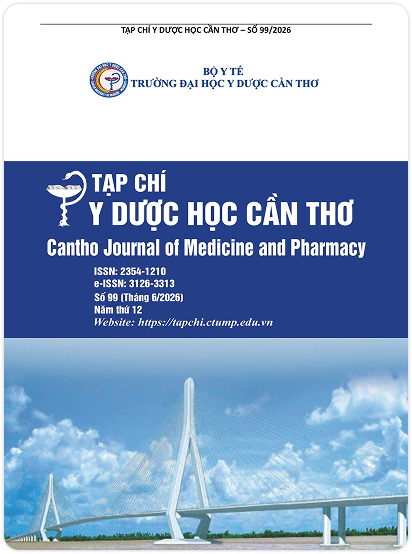 TẠP CHÍ Y DƯỢC HỌC CẦN THƠ – SỐ 99/2026
BỘ Y TẾ
TRƯỜNG ĐẠI HỌC Y DƯỢC CẦN THƠ
TẠP CHÍ
Y DƯỢC HỌC CẦN THƠ
Cantho Journal of Medicine and Pharmacy
ISSN: 2354-1210
e-ISSN: 3126-3313
Số 99 (Tháng 6/2026)
Năm thứ 12
Website: https://tapchi.ctump.edu.vn